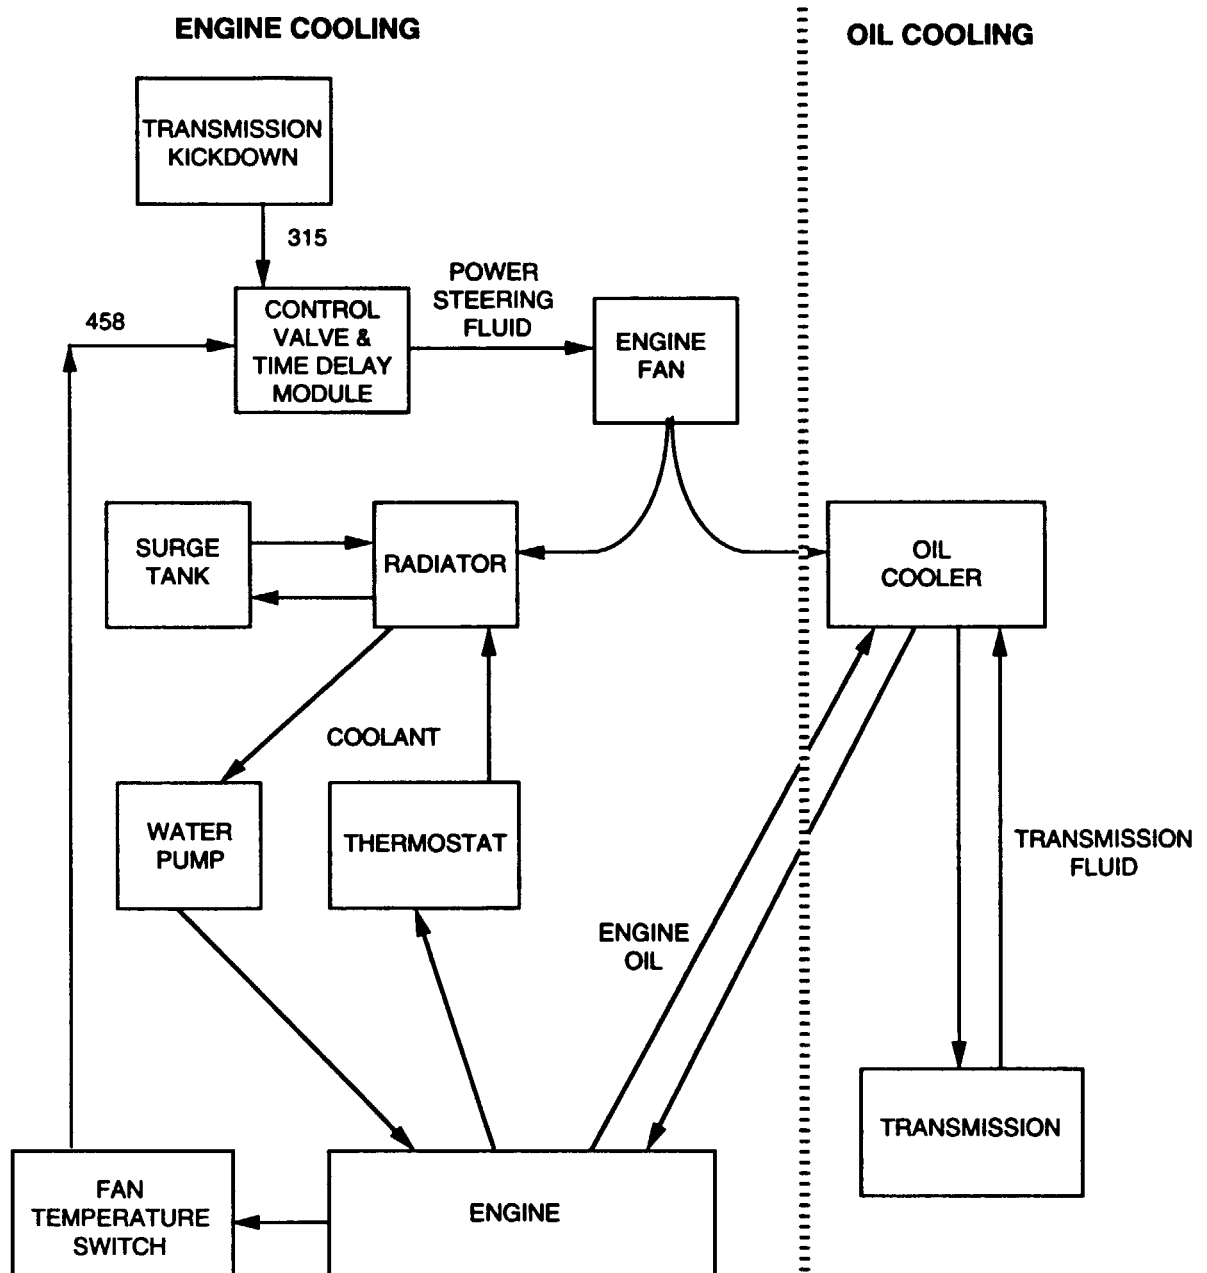 ENGINE COOLING
OIL COOLING
TRANSMISSION
KICKDOWN
315
458
CONTROL
VALVE &
TIME DELAY
MODULE
POWER
STEERING
FLUID
ENGINE
FAN
SURGE
TANK
RADIATOR
OIL
COOLER
COOLANT
WATER
PUMP
THERMOSTAT
TRANSMISSION
FLUID
ENGINE
OIL
TRANSMISSION
FAN
TEMPERATURE
SWITCH
ENGINE